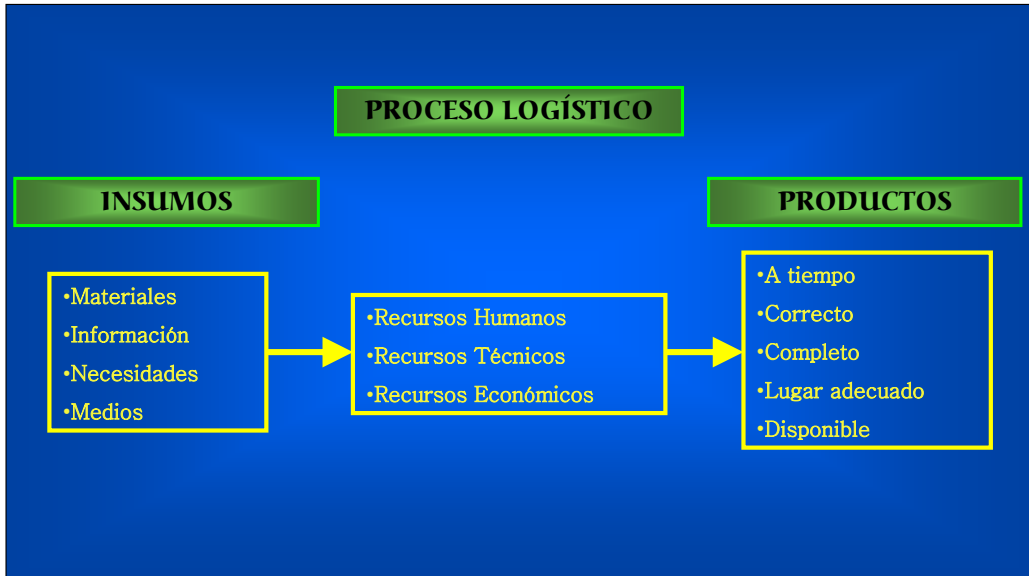 PROCESO LOGÍSTICO
INSUMOS
•Materiales
•Información
•Necesidades
•Medios
•Recursos Humanos
•Recursos Técnicos
•Recursos Económicos
PRODUCTOS
•A tiempo
•Correcto
•Completo
•Lugar adecuado
•Disponible